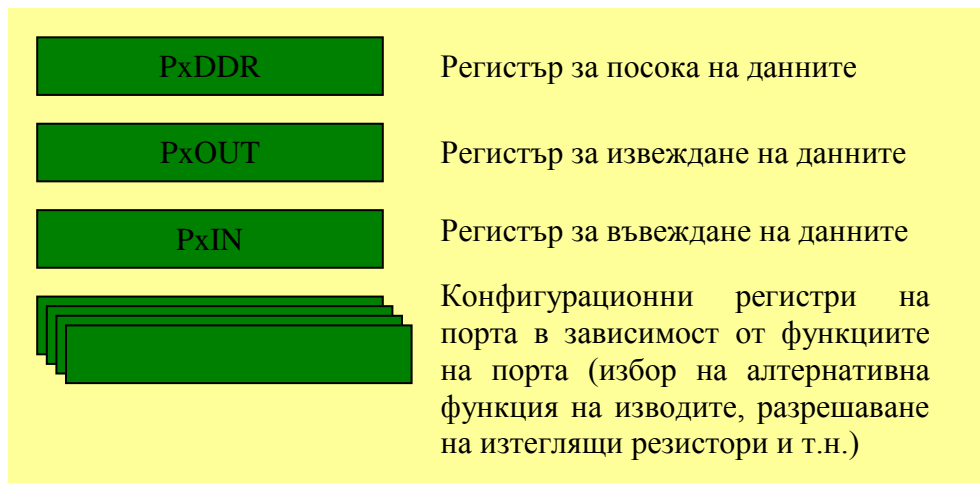 PxDDR
Регистър за посока на данните
PxOUT
Регистър за извеждане на данните
PxIN
Регистър за въвеждане на данните
Конфигурационни регистри на
порта в зависимост от функциите
на порта (избор на алтернативна
функция на изводите, разрешаване
на изтеглящи резистори и т.н.)